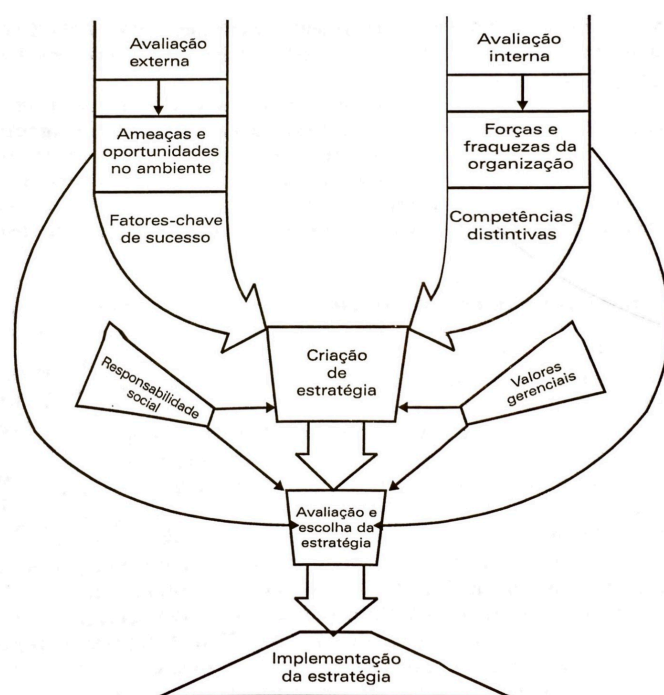 Avaliação
externa
Avaliação
interna
Ameaças e
oportunidades
no ambiente
Forças e
fraquezas da
organização
Fatores-chave
de sucesso
Competências
distintivas
Criação
de
estratégia
Responsabilidade
social
Valores
gerenciais
Avaliação e
escolha da
estratégia
Implementação
da estratégia